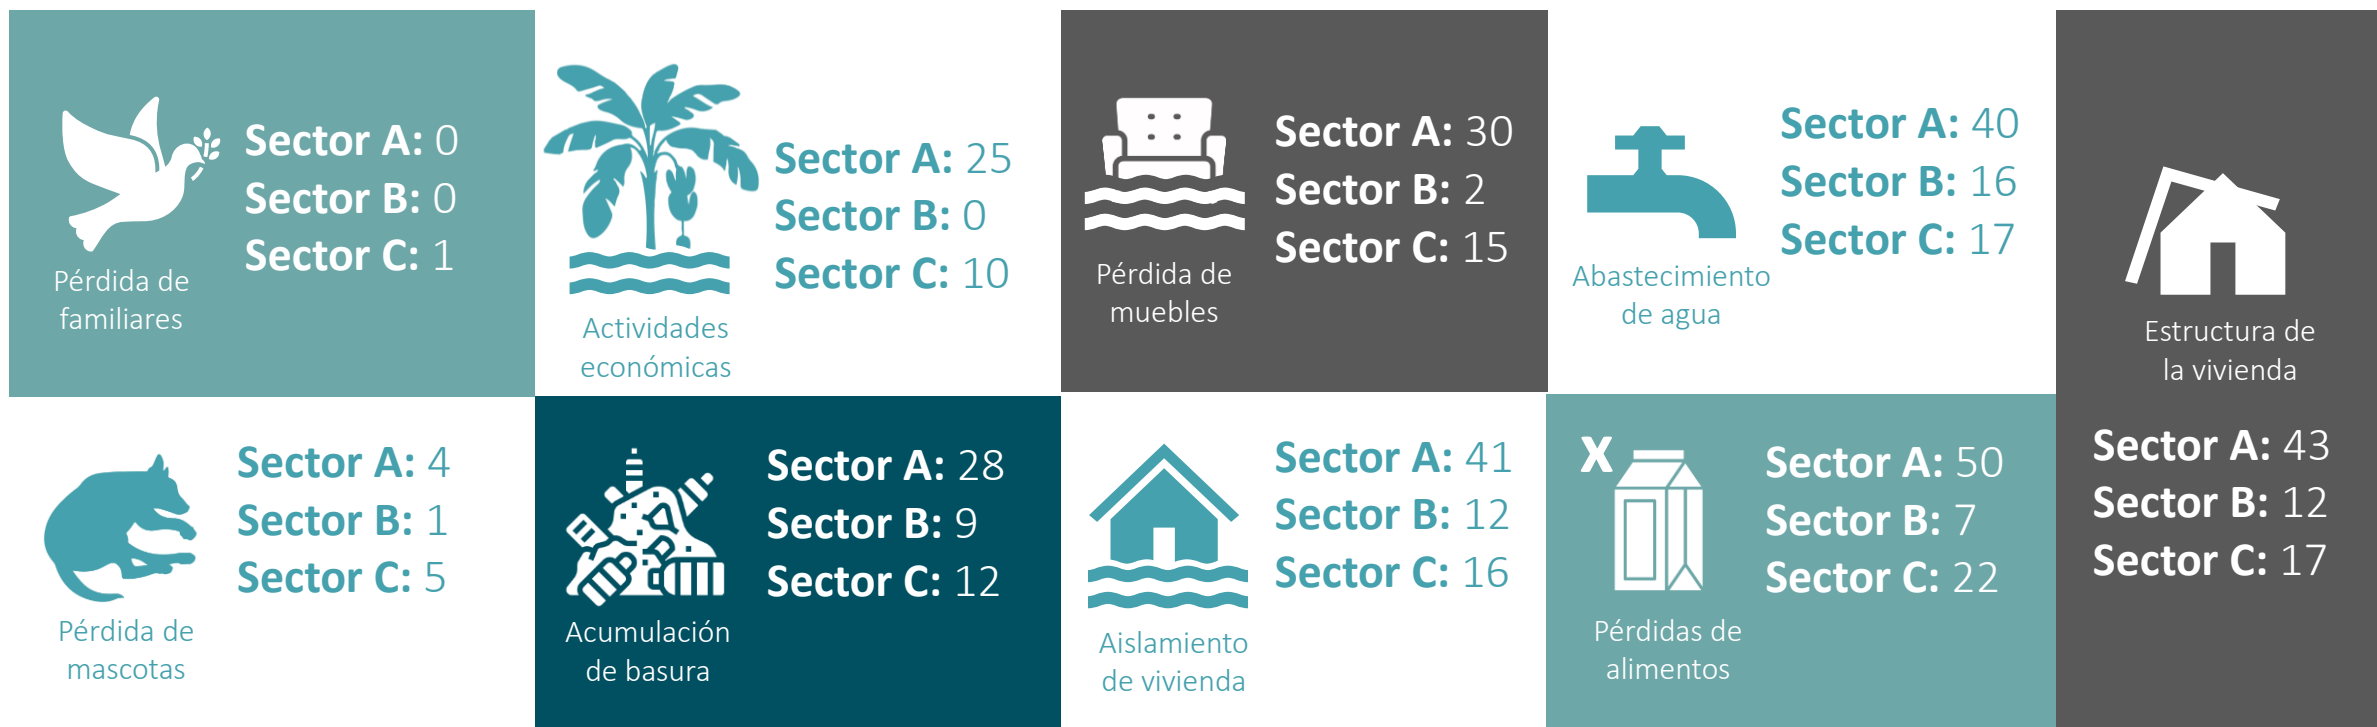 Sector A: 0
Sector B: 0
Sector C: 1
Pérdida de
familiares
Sector A: 25
Sector B: 0
Sector C: 10
Actividades
económicas
Sector A: 30
Sector B: 2
Sector C: 15
Pérdida de
muebles
Sector A: 40
Sector B: 16
Sector C: 17
Abastecimiento
de agua
Estructura de
la vivienda
Sector A: 43
Sector B: 12
Sector C: 17
Sector A: 4
Sector B: 1
Sector C: 5
Pérdida de
mascotas
Sector A: 28
Sector B: 9
Sector C: 12
Acumulación
de basura
Sector A: 41
Sector B: 12
Sector C: 16
Aislamiento
de vivienda
X
Sector A: 50
Sector B: 7
Sector C: 22
Pérdidas de
alimentos